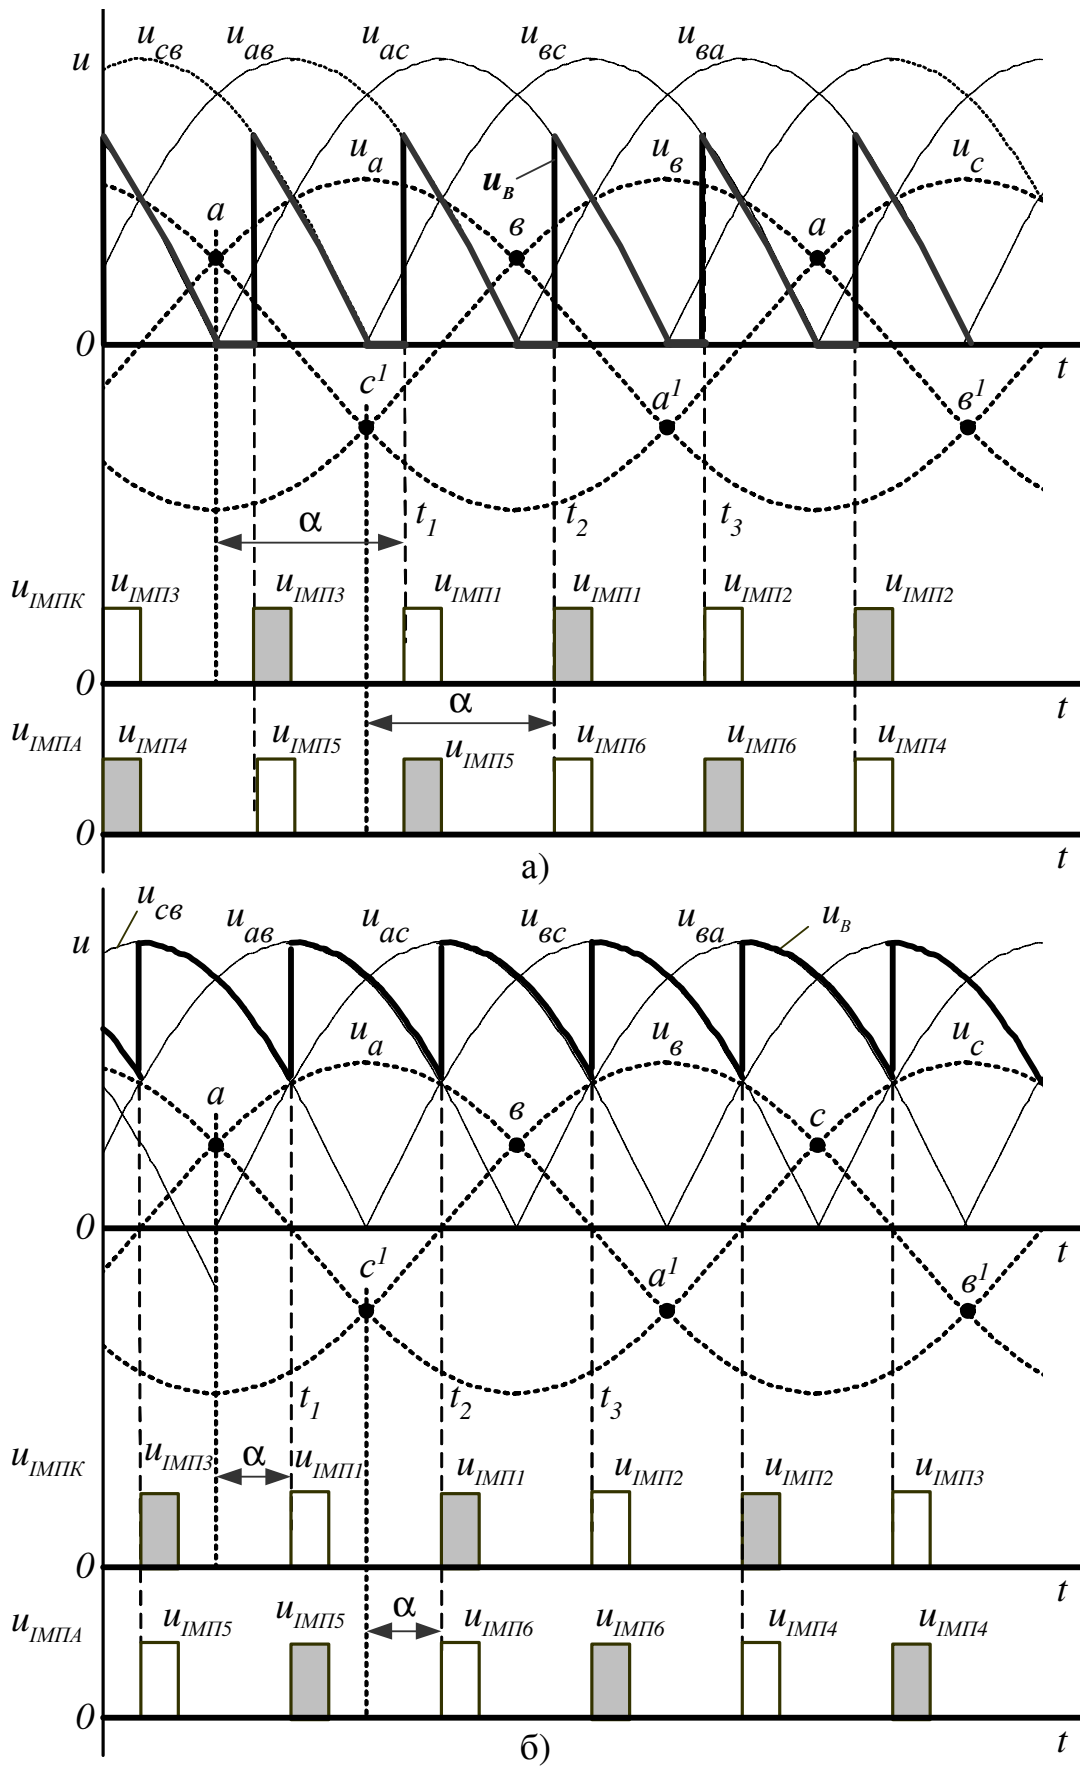 u_св u_ав u_ас u_вс u_ва
u
u_а u_в u_с
u_В
а в а
0
t
с¹ а¹ в¹
α t₁ t₂ t₃
u_ІМПК u_ІМП3 u_ІМП3 u_ІМП1 u_ІМП1 u_ІМП2 u_ІМП2
0
t
α
u_ІМПА u_ІМП4 u_ІМП5 u_ІМП5 u_ІМП6 u_ІМП6 u_ІМП4
0
t
а)
u_св u_ав u_ас u_вс u_ва u_В
u
u_а u_в u_с
а в с
0
t
с¹ а¹ в¹
t₁ t₂ t₃
u_ІМПК u_ІМП3 α u_ІМП1 u_ІМП1 u_ІМП2 u_ІМП2 u_ІМП3
0
t
u_ІМПА u_ІМП5 u_ІМП5 α u_ІМП6 u_ІМП6 u_ІМП4 u_ІМП4
0
t
б)